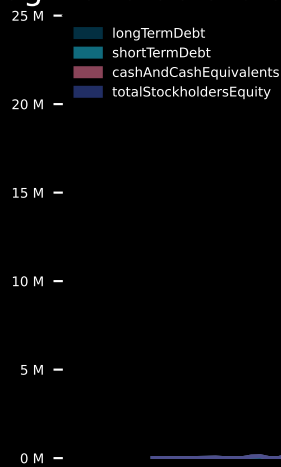 25 M
longTermDebt
shortTermDebt
cashAndCashEquivalents
totalStockholdersEquity
20 M
15 M
10 M
5 M
0 M